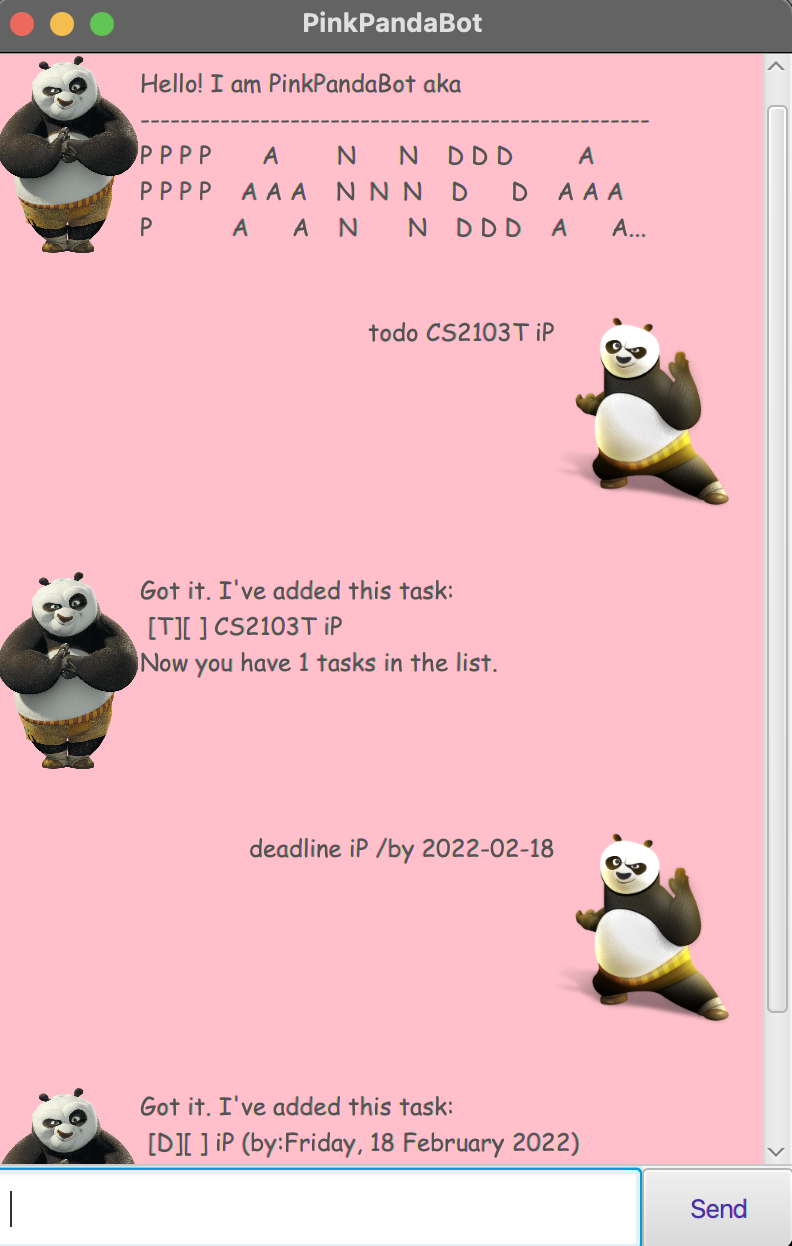 PinkPandaBot
Hello! I am PinkPandaBot aka
---------------------------------------------------
P P P P       A        N      N    D D D         A
P P P P    A A A    N  N  N    D      D    A A A
P           A      A    N       N    D D D    A      A...
todo CS2103T iP
Got it. I've added this task:
[T][ ] CS2103T iP
Now you have 1 tasks in the list.
deadline iP /by 2022-02-18
Got it. I've added this task:
[D][ ] iP (by:Friday, 18 February 2022)
Send